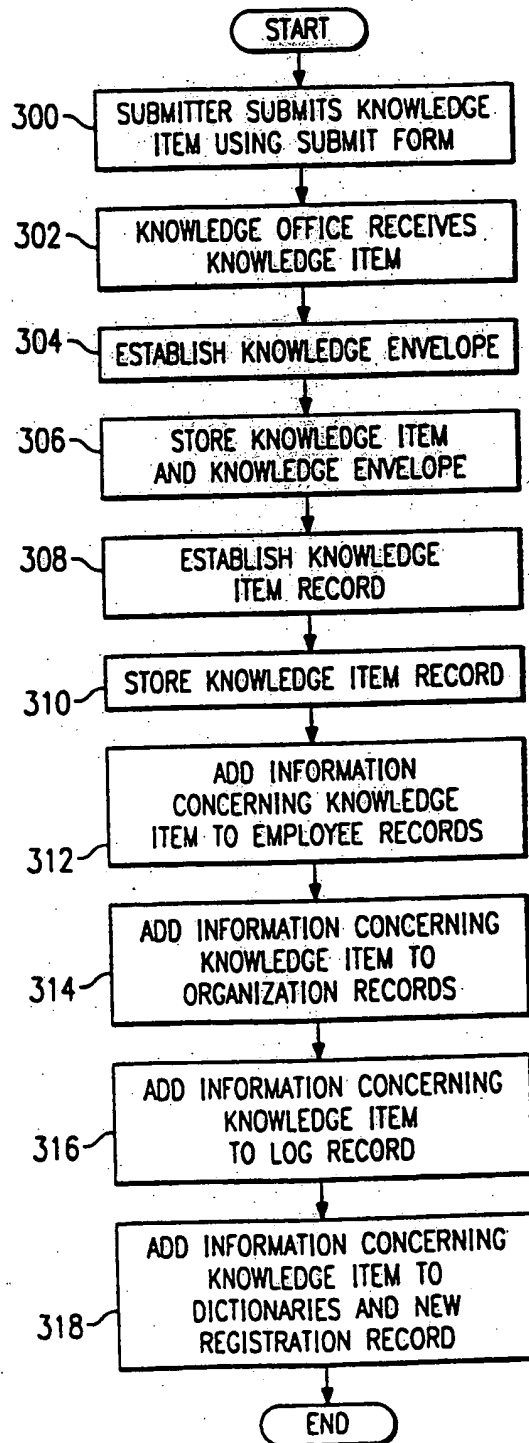 START
300
SUBMITTER SUBMITS KNOWLEDGE
ITEM USING SUBMIT FORM
302
KNOWLEDGE OFFICE RECEIVES
KNOWLEDGE ITEM
304
ESTABLISH KNOWLEDGE ENVELOPE
306
STORE KNOWLEDGE ITEM
AND KNOWLEDGE ENVELOPE
308
ESTABLISH KNOWLEDGE
ITEM RECORD
310
STORE KNOWLEDGE ITEM RECORD
312
ADD INFORMATION
CONCERNING KNOWLEDGE
ITEM TO EMPLOYEE RECORDS
314
ADD INFORMATION CONCERNING
KNOWLEDGE ITEM TO
ORGANIZATION RECORDS
316
ADD INFORMATION CONCERNING
KNOWLEDGE ITEM
TO LOG RECORD
318
ADD INFORMATION CONCERNING
KNOWLEDGE ITEM TO
DICTIONARIES AND NEW
REGISTRATION RECORD
END